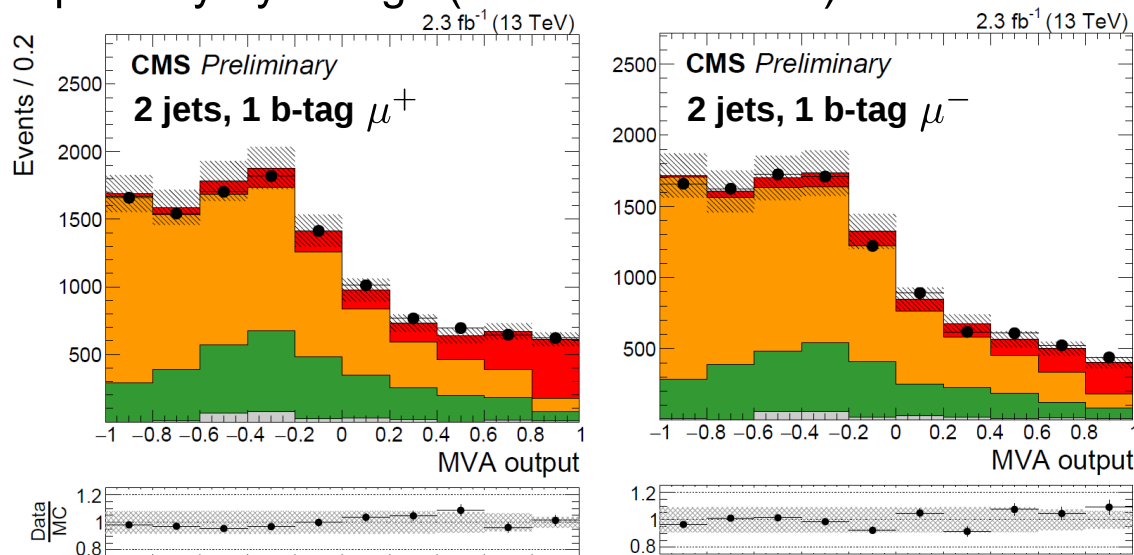 2.3 fb-1 (13 TeV)
Events / 0.2
CMS Preliminary
2 jets, 1 b-tag μ+
2500
2000
1500
1000
500
−1 −0.8 −0.6 −0.4 −0.2 0 0.2 0.4 0.6 0.8 1
MVA output
Data
MC
1.2
1
0.8
2.3 fb-1 (13 TeV)
CMS Preliminary
2 jets, 1 b-tag μ−
2500
2000
1500
1000
500
−1 −0.8 −0.6 −0.4 −0.2 0 0.2 0.4 0.6 0.8 1
MVA output
1.2
1
0.8